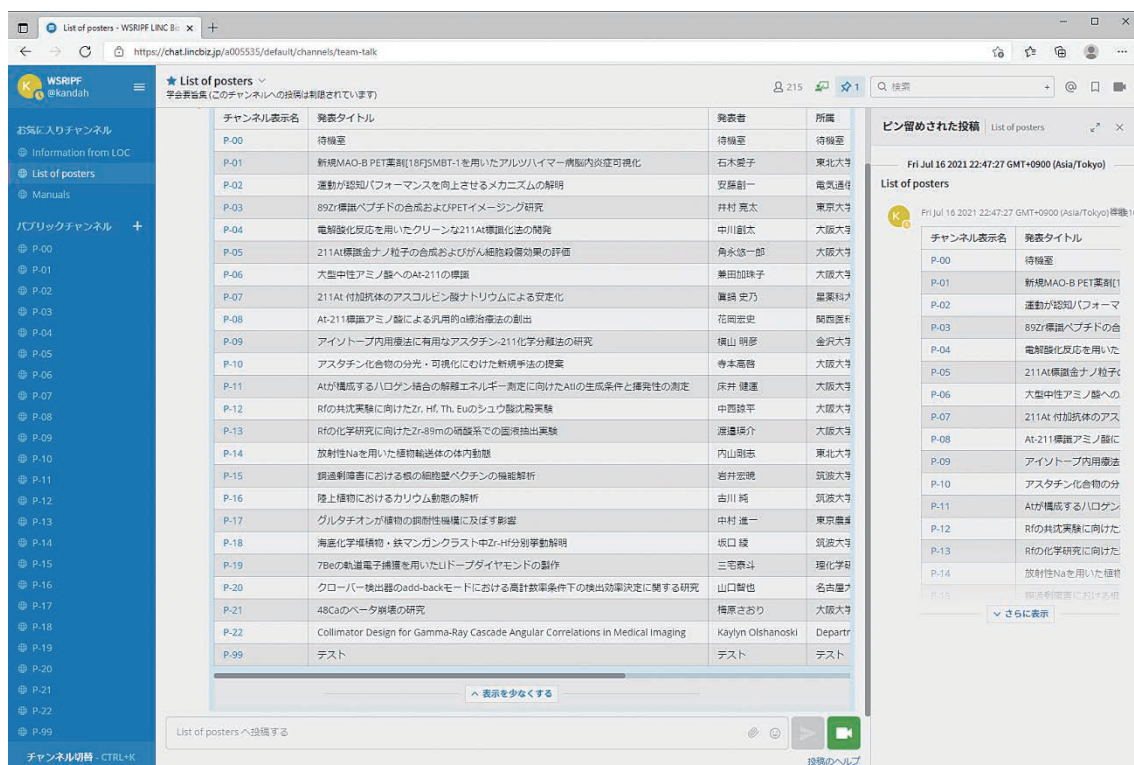 List of posters - WSRIPF LINC Bi:
https://chat.lincbiz.jp/a005535/default/channels/team-talk
WSRIPF
@kandah
お気に入りチャンネル
Information from LOC
List of posters
Manuals
パブリックチャンネル +
P-00
P-01
P-02
P-03
P-04
P-05
P-06
P-07
P-08
P-09
P-10
P-11
P-12
P-13
P-14
P-15
P-16
P-17
P-18
P-19
P-20
P-21
P-22
P-99
チャンネル切替 - CTRL+K
List of posters
学会要旨集(このチャンネルへの投稿は制限されています)
215
1
検索
チャンネル表示名 発表タイトル 発表者 所属
P-00 待機室 待機室 待機室
P-01 新規MAO-B PET薬剤[18F]SMBT-1を用いたアルツハイマー病脳内炎症可視化 石木愛子 東北大学
P-02 運動が認知パフォーマンスを向上させるメカニズムの解明 安藤創一 電気通信
P-03 89Zr標識ペプチドの合成およびPETイメージング研究 井村亮太 東京大学
P-04 電解酸化反応を用いたクリーンな211At標識化法の開発 中川創太 大阪大学
P-05 211At標識金ナノ粒子の合成およびがん細胞殺傷効果の評価 角永悠一郎 大阪大学
P-06 大型中性アミノ酸へのAt-211の標識 兼田加珠子 大阪大学
P-07 211At 付加抗体のアスコルビン酸ナトリウムによる安定化 眞鍋 史乃 星薬科大
P-08 At-211標識アミノ酸による汎用的α線治療法の創出 花岡宏史 関西医科
P-09 アイソトープ内用療法に有用なアスタチン-211化学分離法の研究 横山 明彦 金沢大学
P-10 アスタチン化合物の分光・可視化にむけた新規手法の提案 寺本高啓 大阪大学
P-11 Atが構成するハロゲン結合の解離エネルギー測定に向けたAtIの生成条件と揮発性の測定 床井 健運 大阪大学
P-12 Rfの共沈実験に向けたZr, Hf, Th, Euのシュウ酸沈殿実験 中西諒平 大阪大学
P-13 Rfの化学研究に向けたZr-89mの硝酸系での固液抽出実験 渡邉瑛介 大阪大学
P-14 放射性Naを用いた植物輸送体の体内動態 内山剛志 東北大学
P-15 銅過剰障害における根の細胞壁ペクチンの機能解析 岩井宏暁 筑波大学
P-16 陸上植物におけるカリウム動態の解析 古川 純 筑波大学
P-17 グルタチオンが植物の銅耐性機構に及ぼす影響 中村 進一 東京農業
P-18 海底化学堆積物・鉄マンガンクラスト中Zr-Hf分別挙動解明 坂口 綾 筑波大学
P-19 7Beの軌道電子捕獲を用いたLiドープダイヤモンドの製作 三宅泰斗 理化学研
P-20 クローバー検出器のadd-backモードにおける高計数率条件下の検出効率決定に関する研究 山口智也 名古屋大
P-21 48Caのベータ崩壊の研究 梅原さおり 大阪大学
P-22 Collimator Design for Gamma-Ray Cascade Angular Correlations in Medical Imaging Kaylyn Olshanoski Departr
P-99 テスト テスト テスト
表示を少なくする
List of posters へ投稿する
投稿のヘルプ
ピン留めされた投稿 List of posters
Fri Jul 16 2021 22:47:27 GMT+0900 (Asia/Tokyo)
List of posters
Fri Jul 16 2021 22:47:27 GMT+0900 (Asia/Tokyo)
チャンネル表示名 発表タイトル
P-00 待機室
P-01 新規MAO-B PET薬剤[1
P-02 運動が認知パフォーマ
P-03 89Zr標識ペプチドの合
P-04 電解酸化反応を用いた
P-05 211At標識金ナノ粒子の
P-06 大型中性アミノ酸への
P-07 211At 付加抗体のアス
P-08 At-211標識アミノ酸に
P-09 アイソトープ内用療法
P-10 アスタチン化合物の分
P-11 Atが構成するハロゲン
P-12 Rfの共沈実験に向けた
P-13 Rfの化学研究に向けた
P-14 放射性Naを用いた植物
P-15 銅過剰障害における根
さらに表示